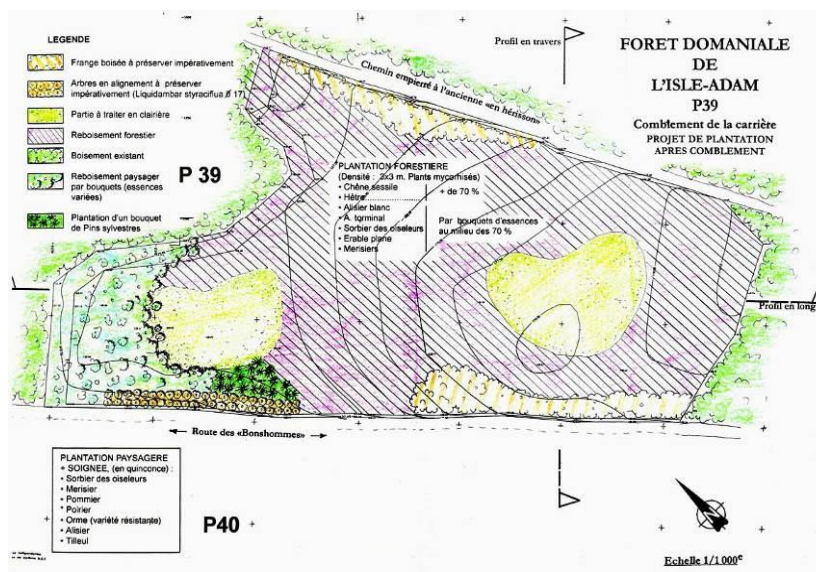 LEGENDE
Frange boisée à préserver impérativement
Arbres en alignement à préserver
impérativement (Liquidambar styraciflua
Partie à traiter en clairière
Reboisement forestier
Boisement existant
Reboisement paysager
par bouquets (essences
variées)
Plantation d'un bouquet
de Pins sylvestres
P 39
Profil en travers
Chemin empierré à l'ancienne «en hérisson»
FORET DOMANIALE
DE
L'ISLE-ADAM
P39
Comblement de la carrière
PROJET DE PLANTATION
APRES COMBLEMENT
PLANTATION FORESTIERE
(Densité : 3x3 m. Plants mycorhisés)
• Chêne sessile
• Hêtre
• Alisier blanc
• A. torminal
• Sorbier des oiseleurs
• Erable plane
• Merisiers
+ de 70 %
Par bouquets d'essences
au milieu des 70 %
Profil en long
Route des «Bonshommes»
PLANTATION PAYSAGERE
+ SOIGNEE, (en quinconce) :
• Sorbier des oiseleurs
• Merisier
• Pommier
• Poirier
• Orme (variété résistante)
• Alisier
• Tilleul
P40
Echelle 1/1000e